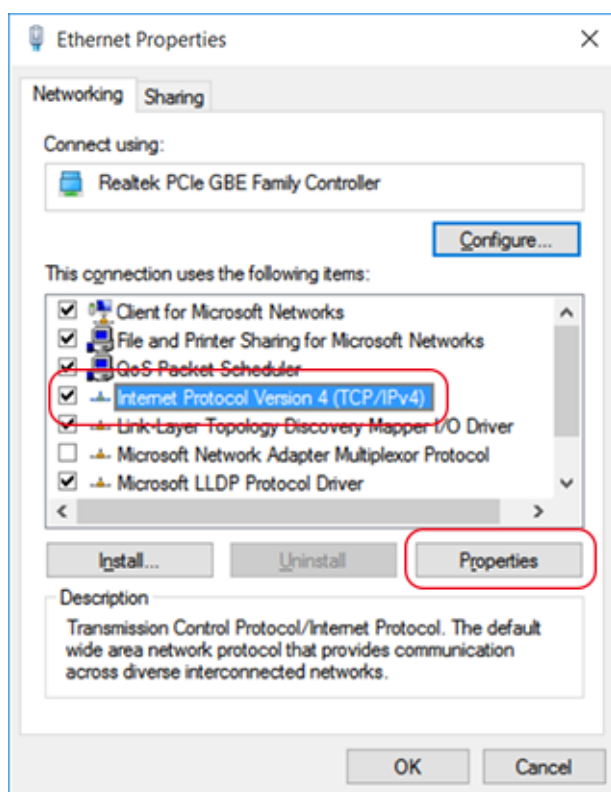 Ethernet Properties
Networking
Sharing
Connect using:
Realtek PCIe GBE Family Controller
Configure...
This connection uses the following items:
Client for Microsoft Networks
File and Printer Sharing for Microsoft Networks
QoS Packet Scheduler
Internet Protocol Version 4 (TCP/IPv4)
Link-Layer Topology Discovery Mapper I/O Driver
Microsoft Network Adapter Multiplexor Protocol
Microsoft LLDP Protocol Driver
Install...
Uninstall
Properties
Description
Transmission Control Protocol/Internet Protocol. The default
wide area network protocol that provides communication
across diverse interconnected networks.
OK
Cancel